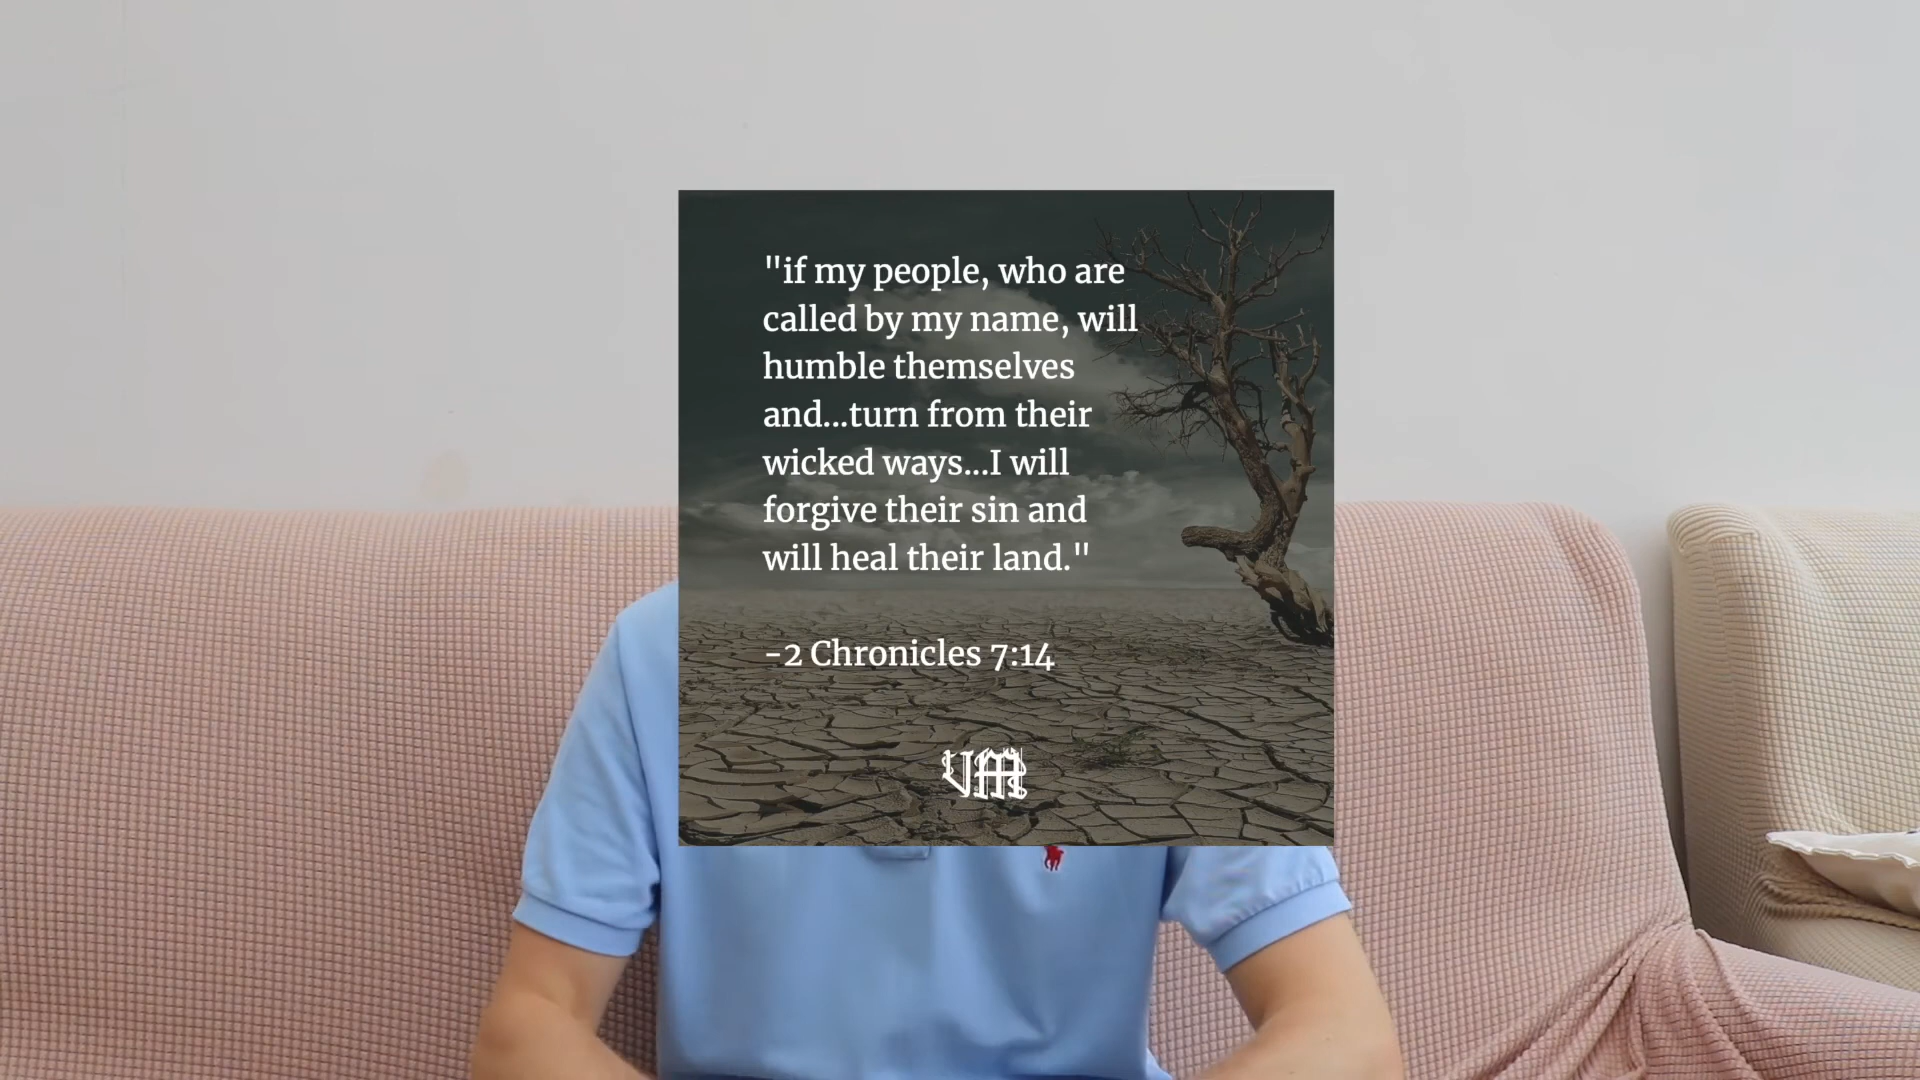 "if my people, who are
called by my name, will
humble themselves
and...turn from their
wicked ways...I will
forgive their sin and
will heal their land."
-2 Chronicles 7:14
VM